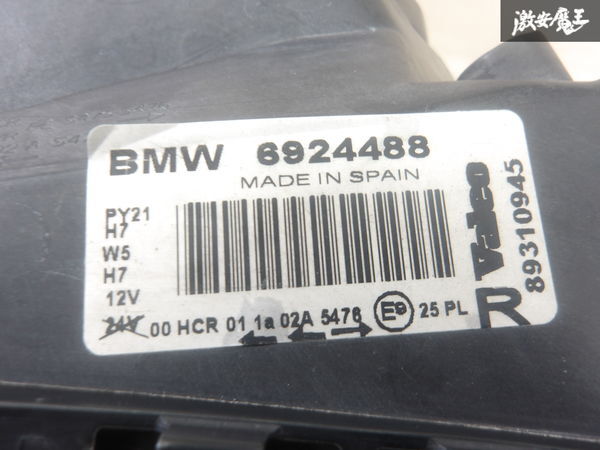 激安魔王
BMW 6924488
MADE IN SPAIN
PY21
H7
W5
H7
12V
24V 00 HCR 01 1a 02A 5476 E9 25 PL
Valeo
89310945
R